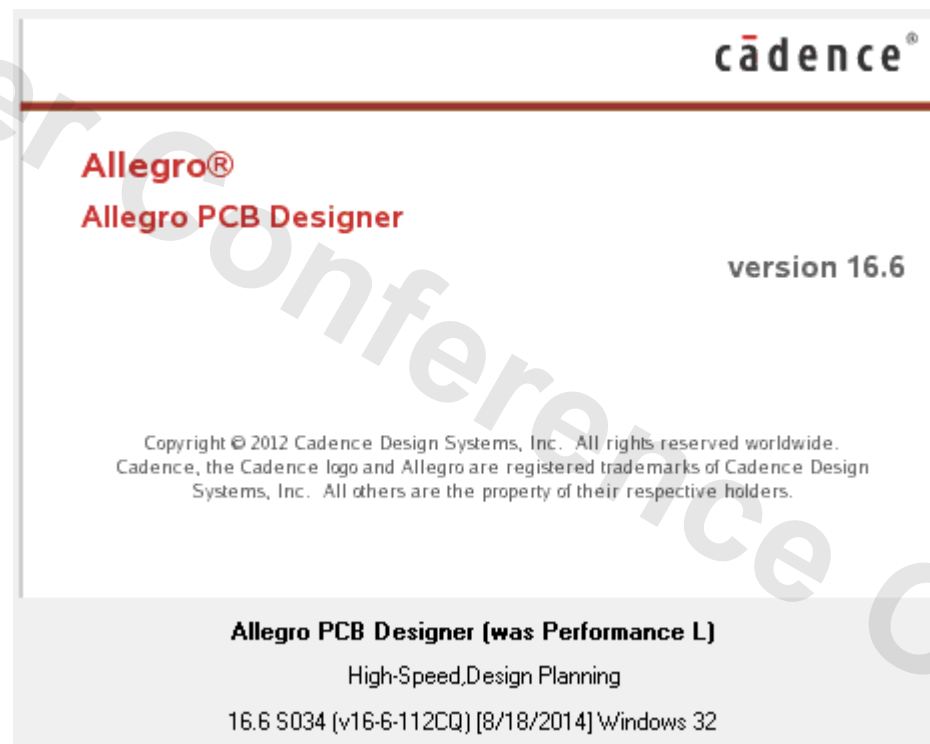 cādence®
Allegro®
Allegro PCB Designer
version 16.6
Copyright © 2012 Cadence Design Systems, Inc. All rights reserved worldwide.
Cadence, the Cadence logo and Allegro are registered trademarks of Cadence Design
Systems, Inc. All others are the property of their respective holders.
Allegro PCB Designer (was Performance L)
High-Speed,Design Planning
16.6 S034 (v16-6-112CQ) [8/18/2014] Windows 32
Conference